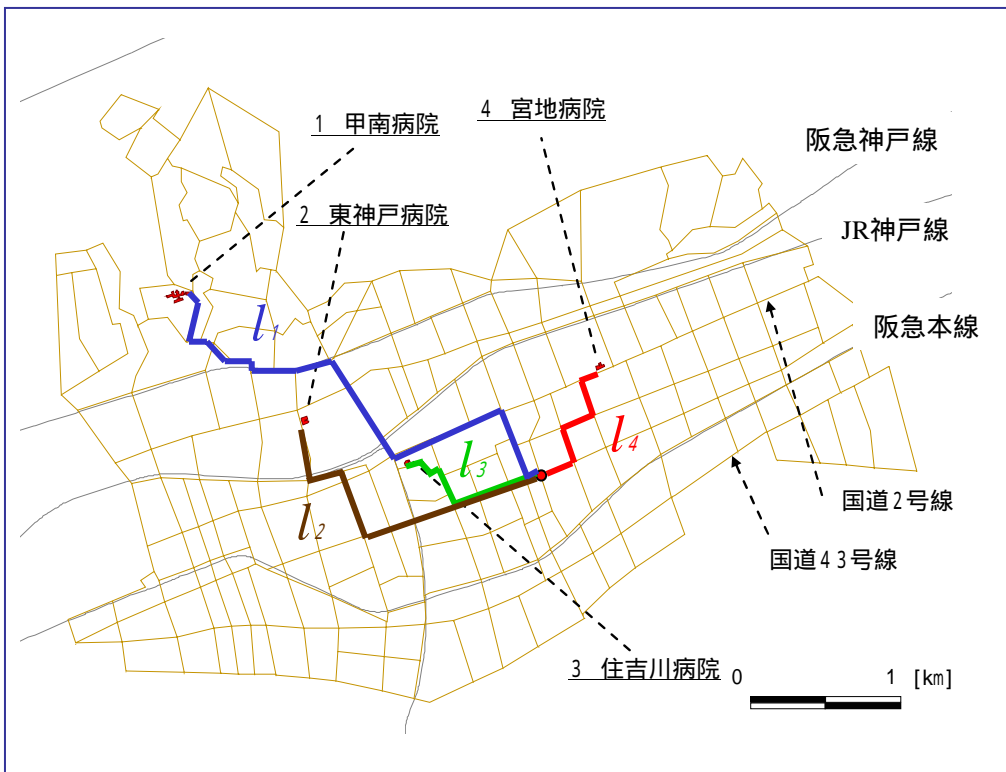 4 宮地病院
1 甲南病院
阪急神戸線
2 東神戸病院
JR神戸線
l1
阪急本線
l4
l3
国道2号線
l2
国道43号線
3 住吉川病院
0 1 [km]